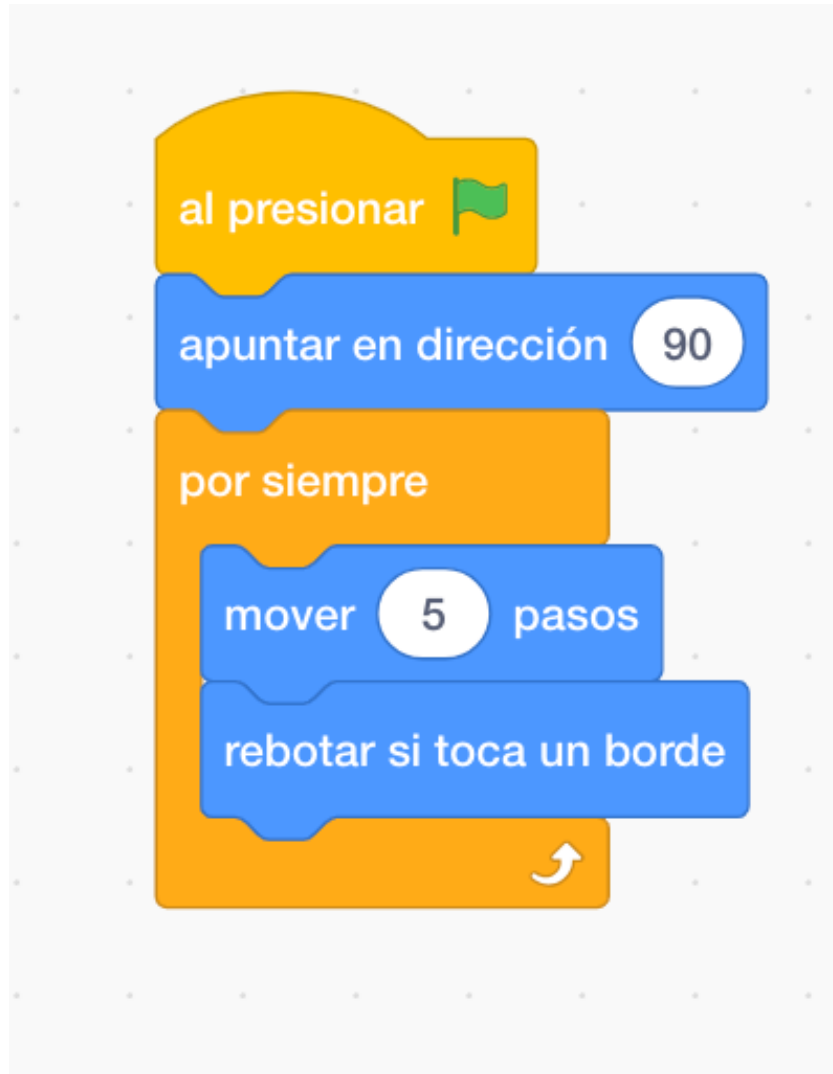 al presionar
apuntar en dirección 90
por siempre
mover 5 pasos
rebotar si toca un borde